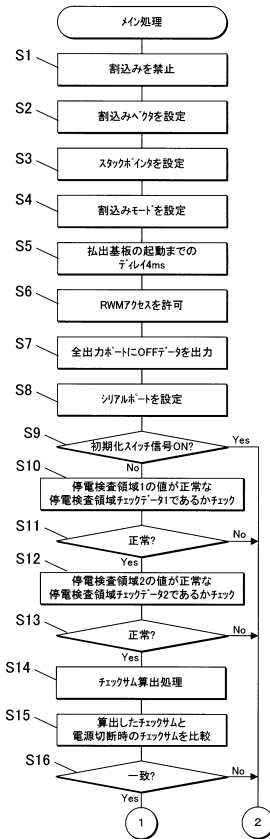 メイン処理
S1
割込みを禁止
S2
割込みベクタを設定
S3
スタックポインタを設定
S4
割込みモードを設定
S5
払出基板の起動までの
ディレイ4ms
S6
RWMアクセスを許可
S7
全出力ポートにOFFデータを出力
S8
シリアルポートを設定
S9
初期化スイッチ信号ON?
Yes
No
S10
停電検査領域1の値が正常な
停電検査領域チェックデータ1であるかチェック
S11
正常?
No
Yes
S12
停電検査領域2の値が正常な
停電検査領域チェックデータ2であるかチェック
S13
正常?
No
Yes
S14
チェックサム算出処理
S15
算出したチェックサムと
電源切断時のチェックサムを比較
S16
一致?
No
Yes
1
2